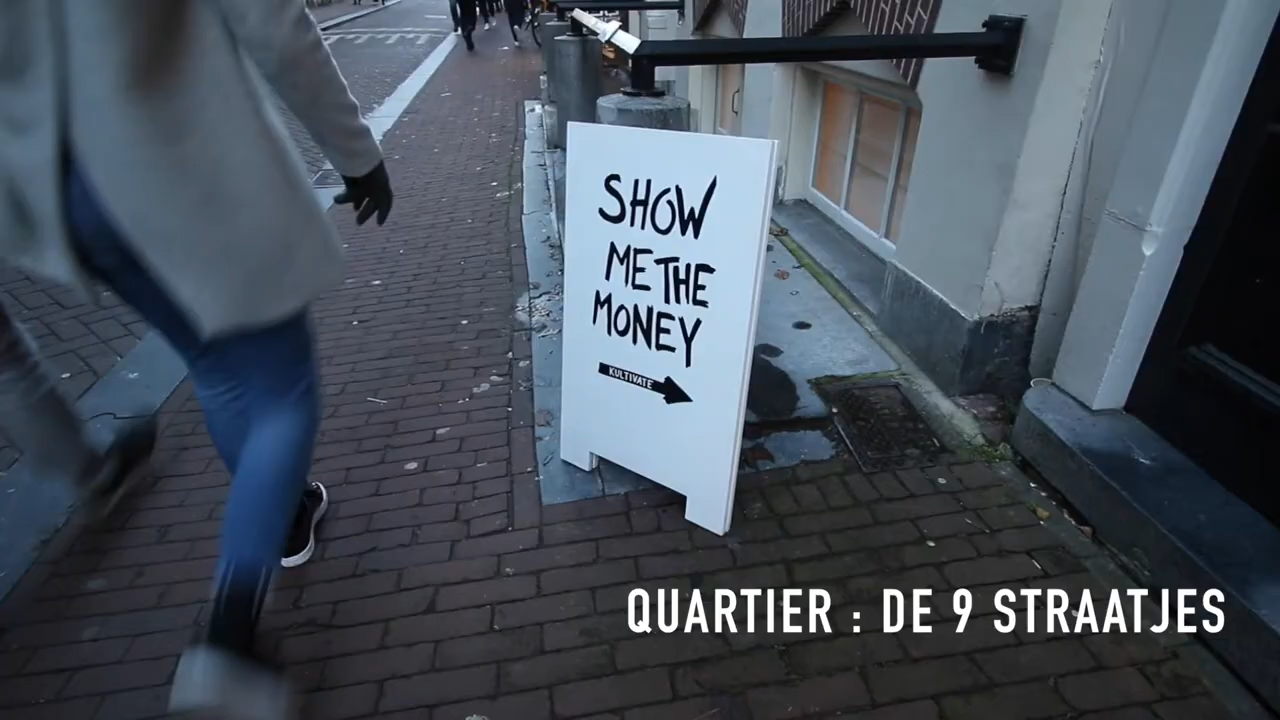 SHOW
ME THE
MONEY
KULTIVATE
QUARTIER : DE 9 STRAATJES